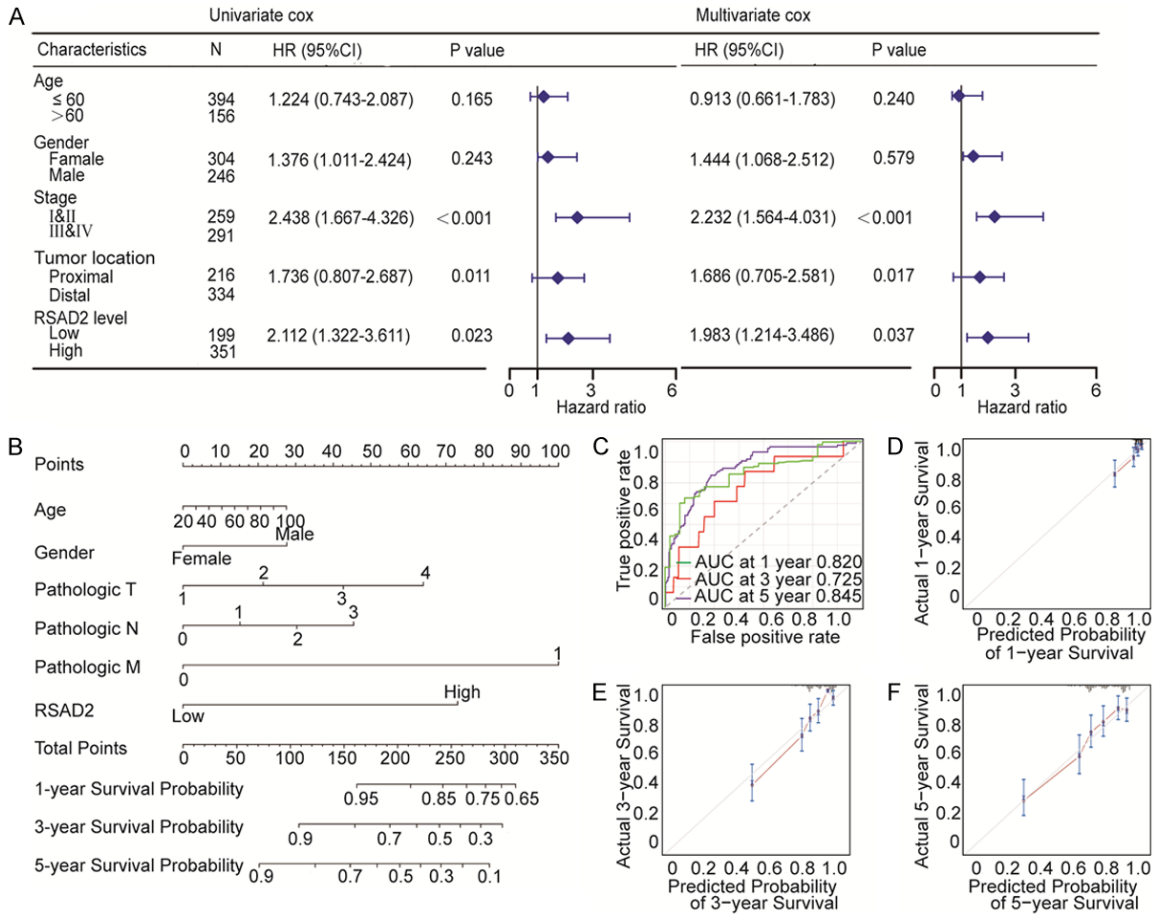 A
Univariate cox Multivariate cox
Characteristics N HR (95%CI) P value HR (95%CI) P value
Age
≤ 60 394 1.224 (0.743-2.087) 0.165 0.913 (0.661-1.783) 0.240
>60 156
Gender
Famale 304 1.376 (1.011-2.424) 0.243 1.444 (1.068-2.512) 0.579
Male 246
Stage
I&II 259 2.438 (1.667-4.326) <0.001 2.232 (1.564-4.031) <0.001
III&IV 291
Tumor location
Proximal 216 1.736 (0.807-2.687) 0.011 1.686 (0.705-2.581) 0.017
Distal 334
RSAD2 level
Low 199 2.112 (1.322-3.611) 0.023 1.983 (1.214-3.486) 0.037
High 351
0 1 3 6 0 1 3 6
Hazard ratio Hazard ratio
B
Points 0 10 20 30 40 50 60 70 80 90 100
Age
20 40 60 80 100
Male
Gender
Female
Pathologic T
2 4
1 3
Pathologic N
1 3
0 2
Pathologic M
1
0
RSAD2
High
Low
Total Points
0 50 100 150 200 250 300 350
1-year Survival Probability
0.95 0.85 0.75 0.65
3-year Survival Probability
0.9 0.7 0.5 0.3
5-year Survival Probability
0.9 0.7 0.5 0.3 0.1
C
True positive rate
1.0
0.8
0.6
0.4
0.2
0
AUC at 1 year 0.820
AUC at 3 year 0.725
AUC at 5 year 0.845
0 0.2 0.4 0.6 0.8 1.0
False positive rate
D
Actual 1-year Survival
1.0
0.8
0.6
0.4
0.2
0
0 0.2 0.4 0.6 0.8 1.0
Predicted Probability
of 1-year Survival
E
Actual 3-year Survival
1.0
0.8
0.6
0.4
0.2
0
0 0.2 0.4 0.6 0.8 1.0
Predicted Probability
of 3-year Survival
F
Actual 5-year Survival
1.0
0.8
0.6
0.4
0.2
0
0 0.2 0.4 0.6 0.8 1.0
Predicted Probability
of 5-year Survival